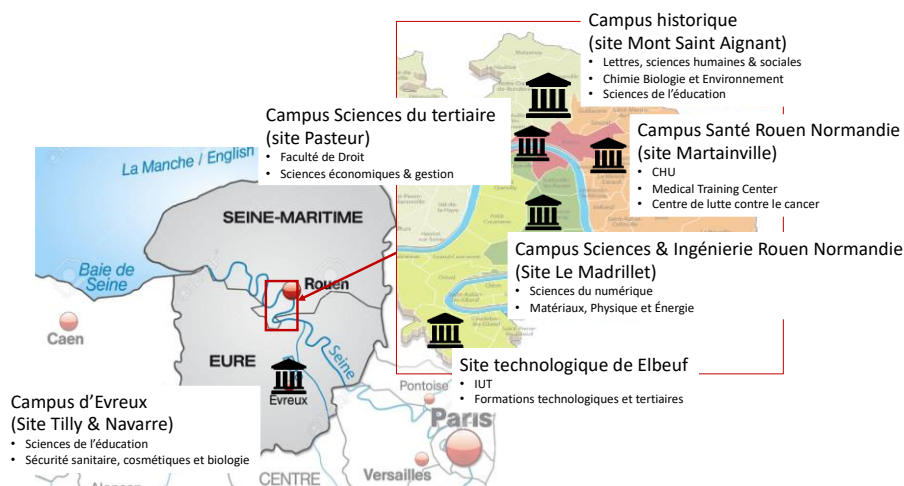 Campus historique
(site Mont Saint Aignant)
• Lettres, sciences humaines & sociales
• Chimie Biologie et Environnement
• Sciences de l'éducation
Campus Sciences du tertiaire
(site Pasteur)
• Faculté de Droit
• Sciences économiques & gestion
Campus Santé Rouen Normandie
(site Martainville)
• CHU
• Medical Training Center
• Centre de lutte contre le cancer
La Manche / English
SEINE-MARITIME
Baie de
Seine
Rouen
Caen
Campus Sciences & Ingénierie Rouen Normandie
(Site Le Madrillet)
• Sciences du numérique
• Matériaux, Physique et Énergie
EURE
Seine
Evreux
Site technologique de Elbeuf
• IUT
• Formations technologiques et tertiaires
Pontoise
Paris
Versailles
CENTRE
Campus d'Evreux
(Site Tilly & Navarre)
• Sciences de l'éducation
• Sécurité sanitaire, cosmétiques et biologie